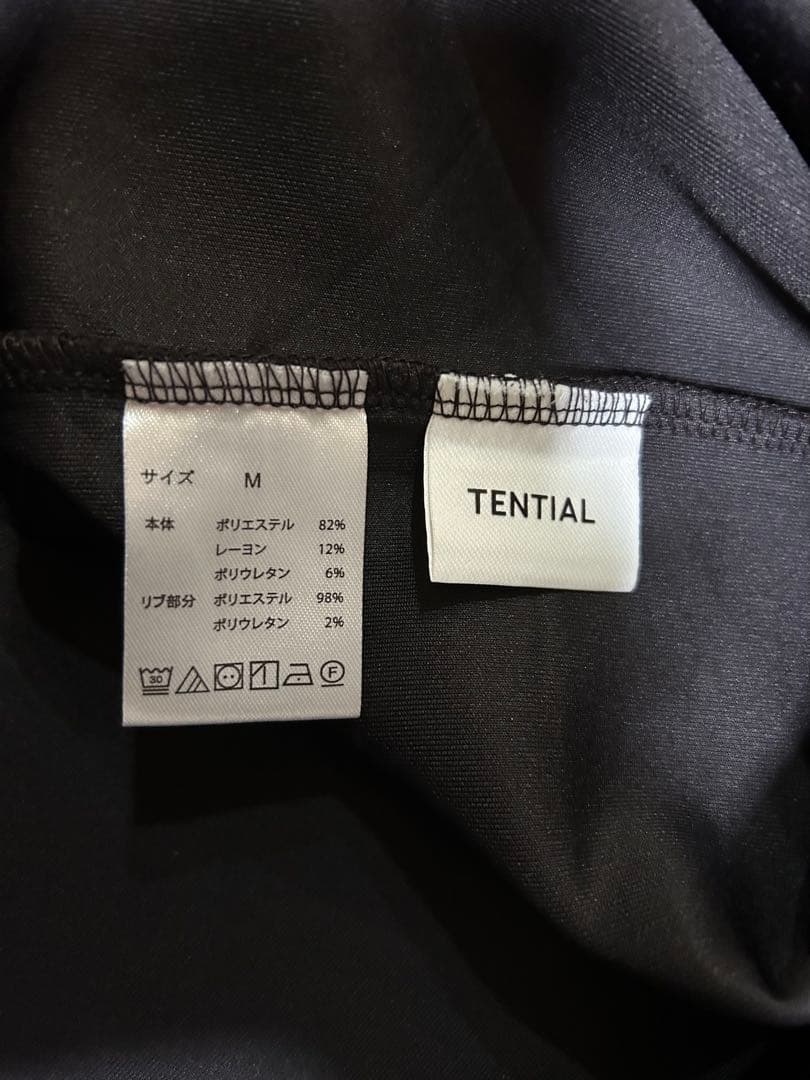 サイズ M
本体 ポリエステル 82%
レーヨン 12%
ポリウレタン 6%
リブ部分 ポリエステル 98%
ポリウレタン 2%
30 F
TENTIAL